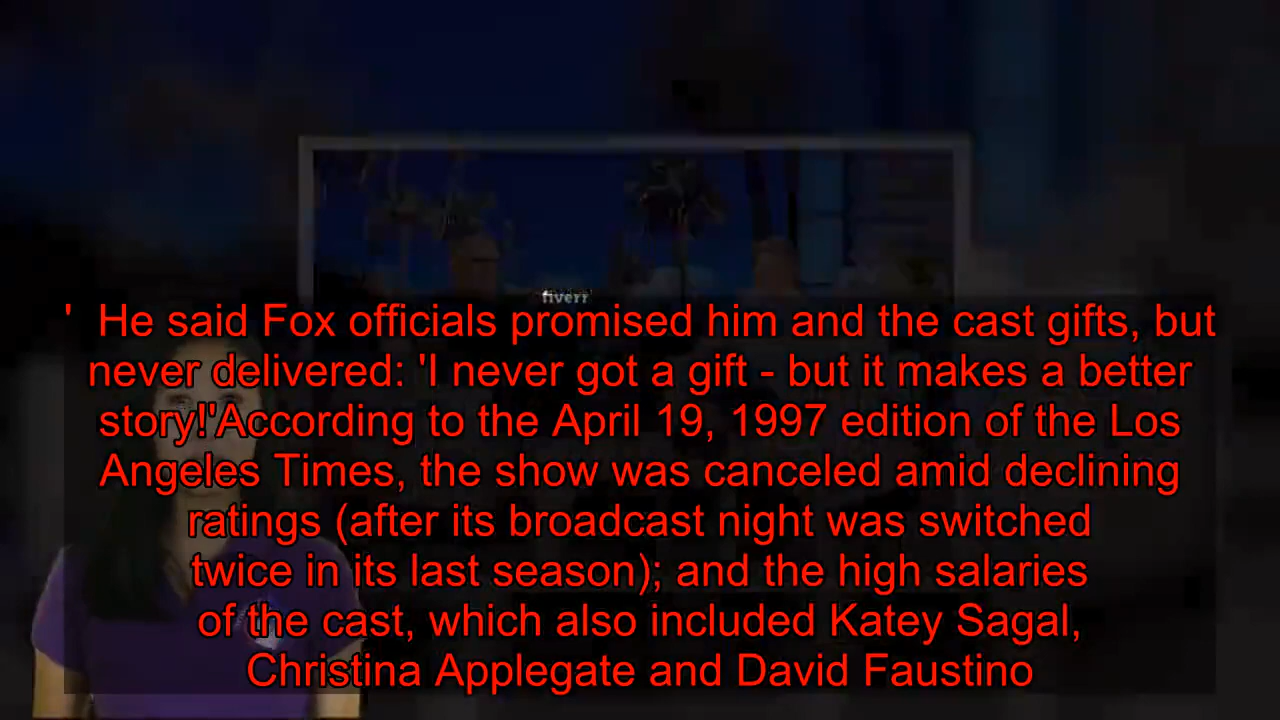 fiverr
' He said Fox officials promised him and the cast gifts, but
never delivered: 'I never got a gift - but it makes a better
story!'According to the April 19, 1997 edition of the Los
Angeles Times, the show was canceled amid declining
ratings (after its broadcast night was switched
twice in its last season); and the high salaries
of the cast, which also included Katey Sagal,
Christina Applegate and David Faustino